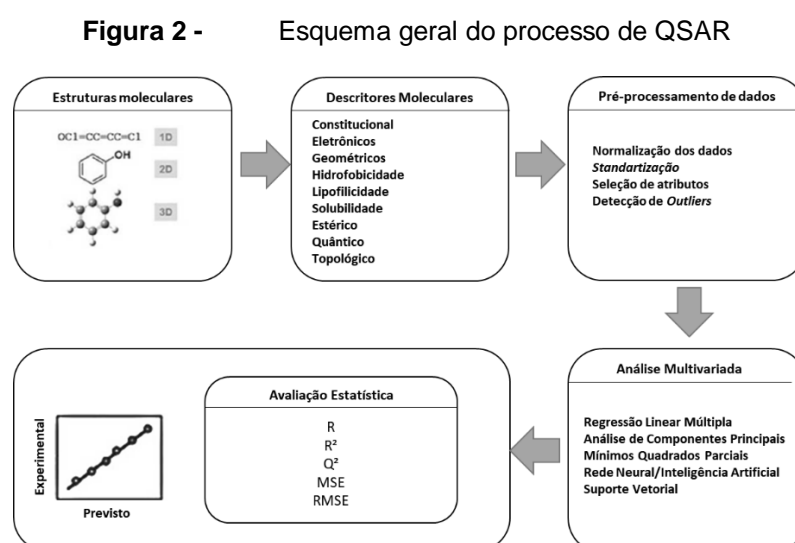 Figura 2 - Esquema geral do processo de QSAR
Estruturas moleculares
OC1=CC=CC=C1 1D
OH
2D
3D
Descritores Moleculares
Constitucional
Eletrônicos
Geométricos
Hidrofobicidade
Lipofilicidade
Solubilidade
Estérico
Quântico
Topológico
Pré-processamento de dados
Normalização dos dados
Standartização
Seleção de atributos
Detecção de Outliers
Análise Multivariada
Regressão Linear Múltipla
Análise de Componentes Principais
Mínimos Quadrados Parciais
Rede Neural/Inteligência Artificial
Suporte Vetorial
Avaliação Estatística
R
R²
Q²
MSE
RMSE
Experimental
Previsto